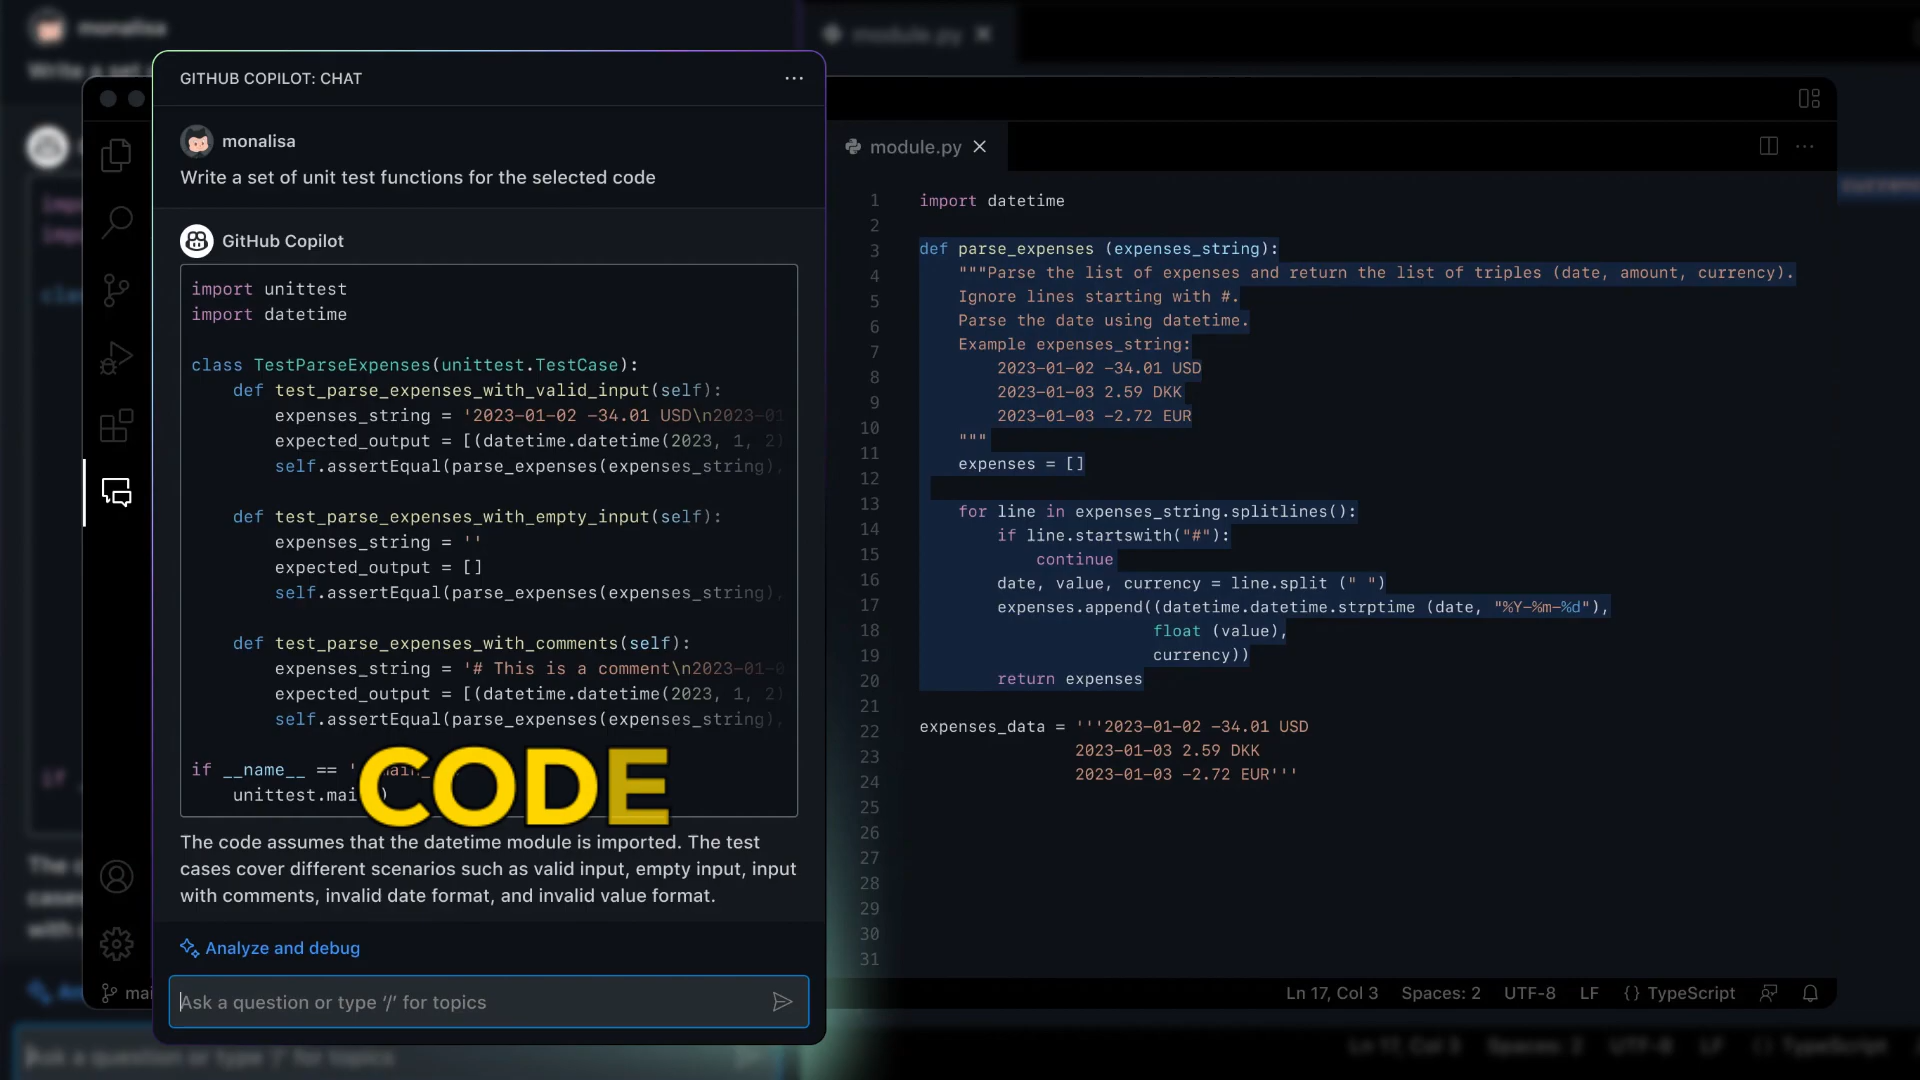 GITHUB COPILOT: CHAT
monalisa
Write a set of unit test functions for the selected code
GitHub Copilot
import unittest
import datetime
class TestParseExpenses(unittest.TestCase):
def test_parse_expenses_with_valid_input(self):
expenses_string = '2023-01-02 -34.01 USD\n2023-01
expected_output = [(datetime.datetime(2023, 1, 2)
self.assertEqual(parse_expenses(expenses_string),
def test_parse_expenses_with_empty_input(self):
expenses_string = ''
expected_output = []
self.assertEqual(parse_expenses(expenses_string),
def test_parse_expenses_with_comments(self):
expenses_string = '# This is a comment\n2023-01-0
expected_output = [(datetime.datetime(2023, 1, 2)
self.assertEqual(parse_expenses(expenses_string),
if __name__ == '
CODE
The code assumes that the datetime module is imported. The test
cases cover different scenarios such as valid input, empty input, input
with comments, invalid date format, and invalid value format.
Analyze and debug
Ask a question or type '/' for topics
module.py
1 import datetime
2
3 def parse_expenses (expenses_string):
4 """Parse the list of expenses and return the list of triples (date, amount, currency).
5 Ignore lines starting with #.
6 Parse the date using datetime.
7 Example expenses_string:
8 2023-01-02 -34.01 USD
9 2023-01-03 2.59 DKK
10 2023-01-03 -2.72 EUR
11 """
12 expenses = []
13
14 for line in expenses_string.splitlines():
15 if line.startswith("#"):
16 continue
17 date, value, currency = line.split (" ")
18 expenses.append((datetime.datetime.strptime (date, "%Y-%m-%d"),
19 float (value),
20 currency))
21 return expenses
22
23 expenses_data = '''2023-01-02 -34.01 USD
24 2023-01-03 2.59 DKK
25 2023-01-03 -2.72 EUR'''
26
27
28
29
30
31
Ln 17, Col 3 Spaces: 2 UTF-8 LF {} TypeScript